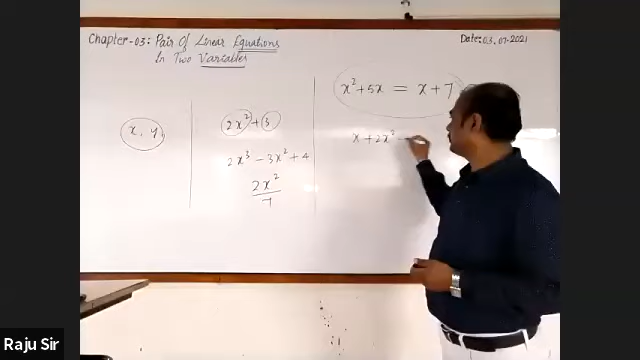 Chapter-03: Pair Of Linear Equations
In Two Variables
Date: 03.07.2021
x, y,
2x² + 3
2x³ - 3x² + 4
2x²
7
x² + 5x = x + 7
x + 2x² -
Raju Sir